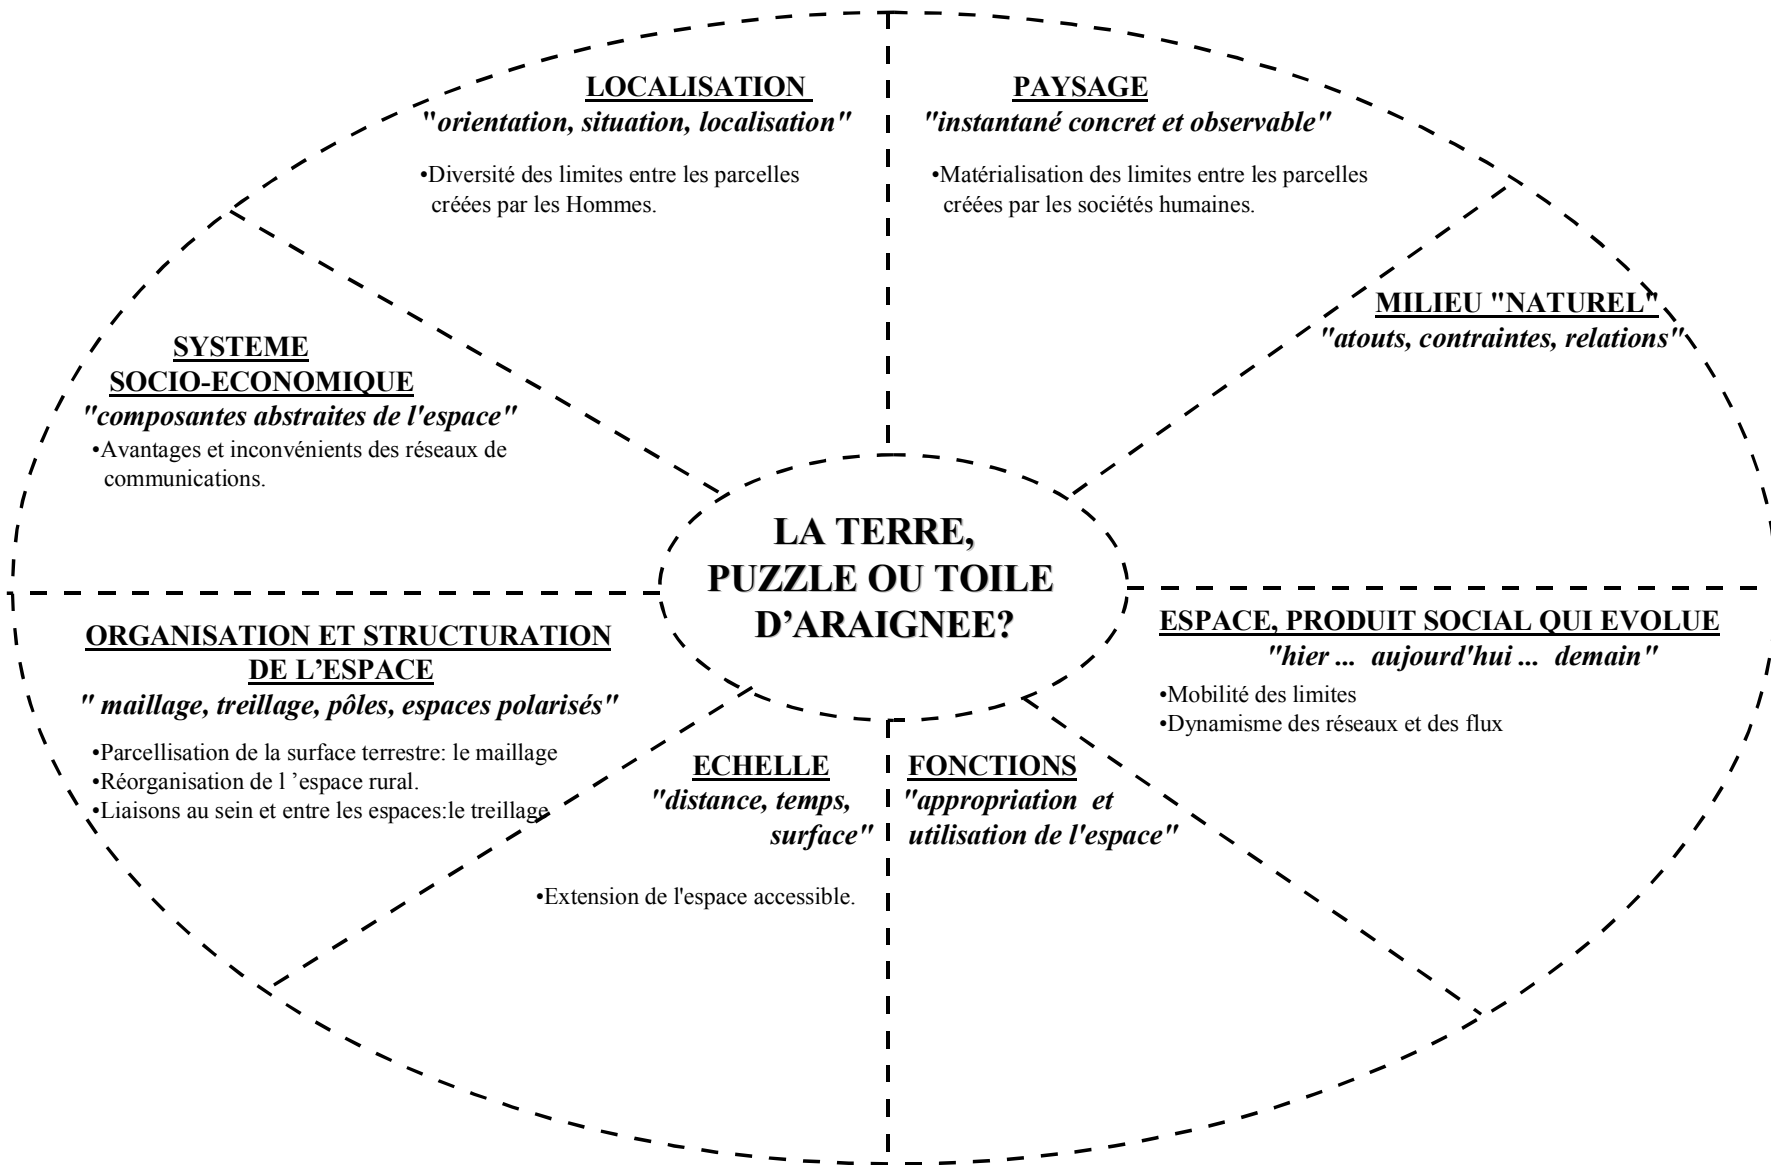 LOCALISATION
"orientation, situation, localisation"
•Diversité des limites entre les parcelles
créées par les Hommes.
PAYSAGE
"instantané concret et observable"
•Matérialisation des limites entre les parcelles
créées par les sociétés humaines.
MILIEU "NATUREL"
"atouts, contraintes, relations"
SYSTEME
SOCIO-ECONOMIQUE
"composantes abstraites de l'espace"
•Avantages et inconvénients des réseaux de
communications.
LA TERRE,
PUZZLE OU TOILE
D’ARAIGNEE?
ORGANISATION ET STRUCTURATION
DE L’ESPACE
" maillage, treillage, pôles, espaces polarisés"
•Parcellisation de la surface terrestre: le maillage
•Réorganisation de l ’espace rural.
•Liaisons au sein et entre les espaces:le treillage
ESPACE, PRODUIT SOCIAL QUI EVOLUE
"hier ... aujourd'hui ... demain"
•Mobilité des limites
•Dynamisme des réseaux et des flux
ECHELLE
"distance, temps,
surface"
•Extension de l'espace accessible.
FONCTIONS
"appropriation et
utilisation de l'espace"